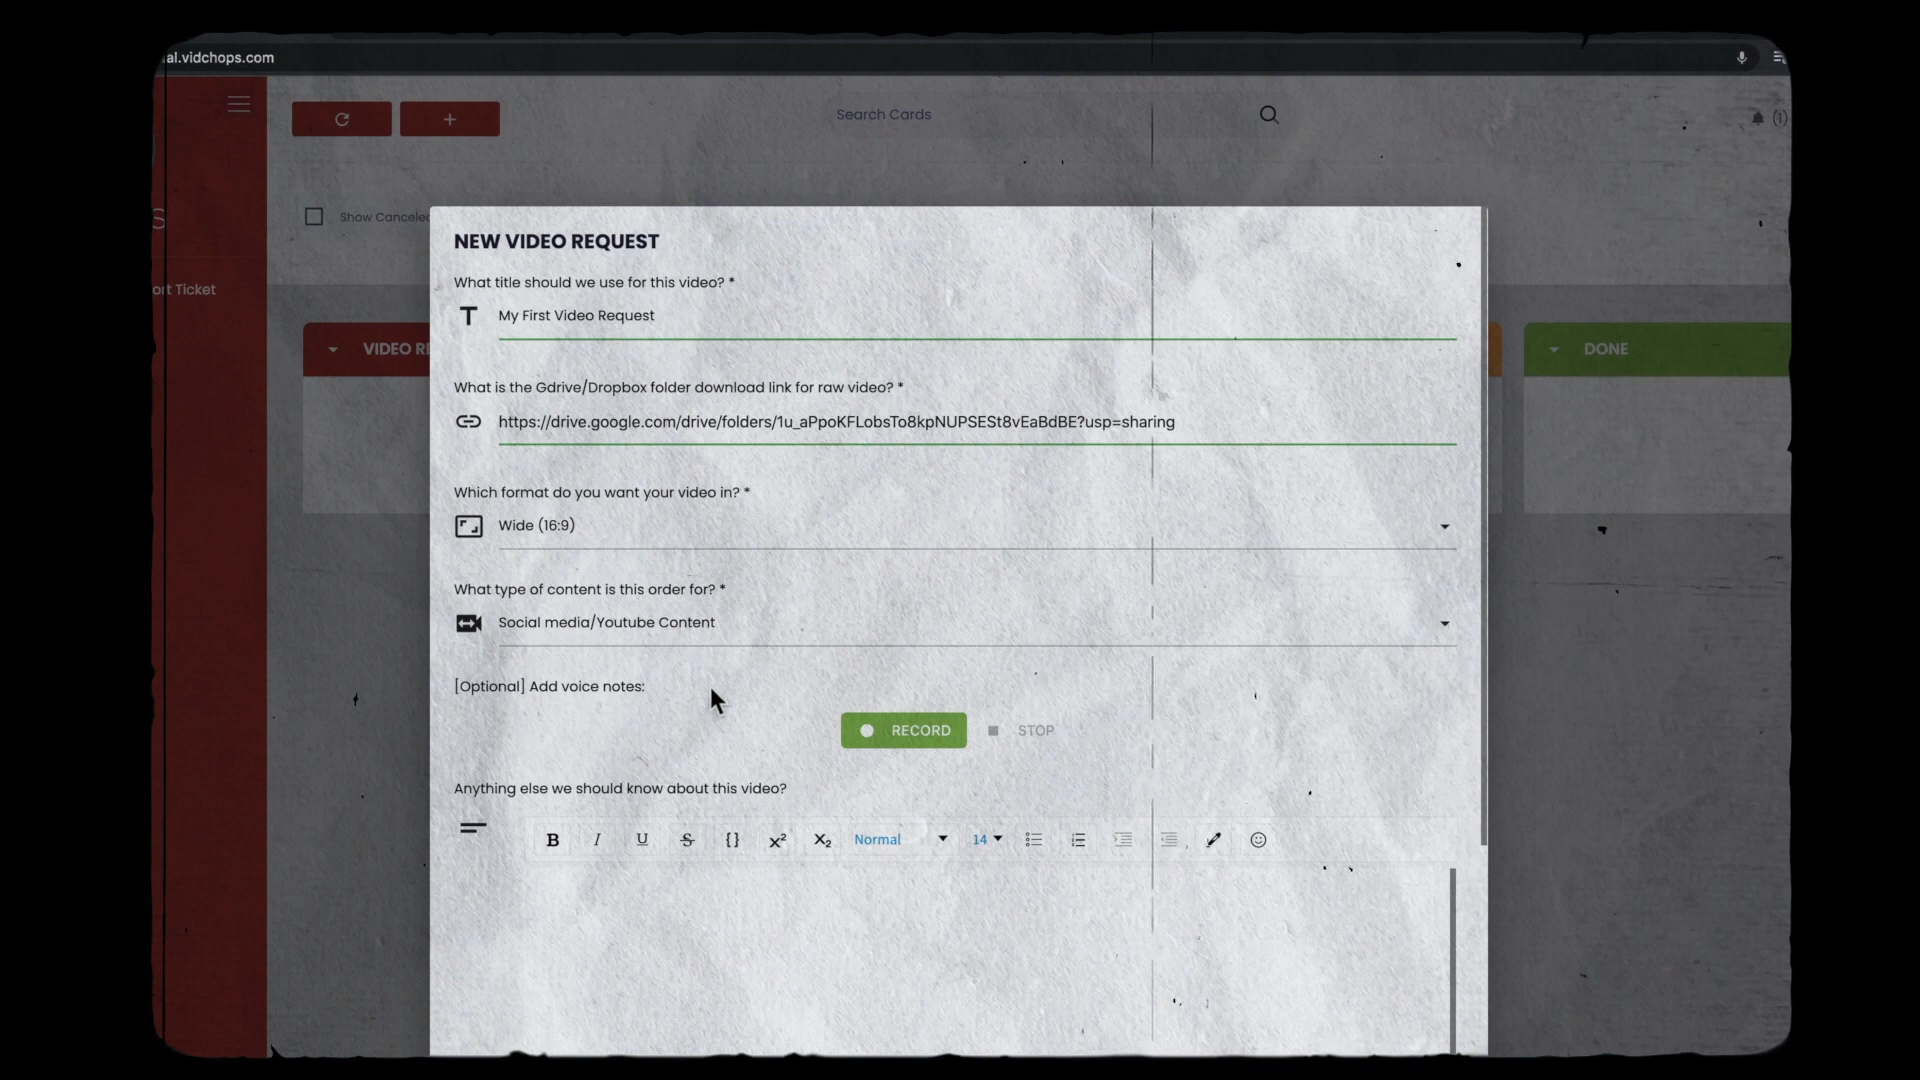 al.vidchops.com
Search Cards
(1)
Show Canceled
S
ort Ticket
VIDEO RE
DONE
NEW VIDEO REQUEST
What title should we use for this video? *
My First Video Request
What is the Gdrive/Dropbox folder download link for raw video? *
https://drive.google.com/drive/folders/1u_aPpoKFLobsTo8kpNUPSESt8vEaBdBE?usp=sharing
Which format do you want your video in? *
Wide (16:9)
What type of content is this order for? *
Social media/Youtube Content
[Optional] Add voice notes:
RECORD STOP
Anything else we should know about this video?
B I U S {} X² X₂ Normal 14